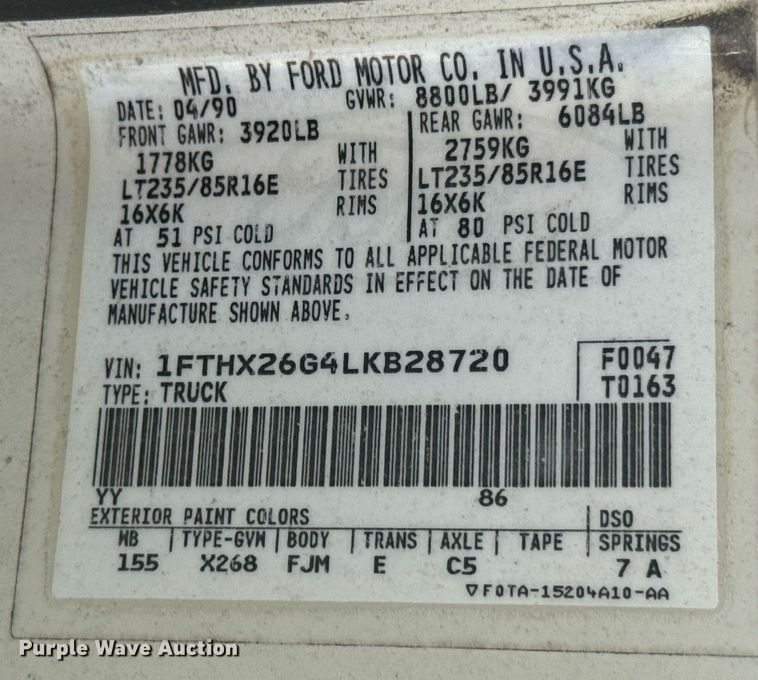 MFD. BY FORD MOTOR CO. IN U.S.A.
DATE: 04/90 GVWR: 8800LB/ 3991KG
FRONT GAWR: 3920LB REAR GAWR: 6084LB
1778KG WITH 2759KG WITH
LT235/85R16E TIRES LT235/85R16E TIRES
16X6K RIMS 16X6K RIMS
AT 51 PSI COLD AT 80 PSI COLD
THIS VEHICLE CONFORMS TO ALL APPLICABLE FEDERAL MOTOR
VEHICLE SAFETY STANDARDS IN EFFECT ON THE DATE OF
MANUFACTURE SHOWN ABOVE.
VIN: 1FTHX26G4LKB28720 F0047
TYPE: TRUCK T0163
YY 86
EXTERIOR PAINT COLORS DSO
WB TYPE-GVW BODY TRANS AXLE TAPE SPRINGS
155 X268 FJM E C5 7 A
▽F0TA-15204A10-AA
Purple Wave Auction